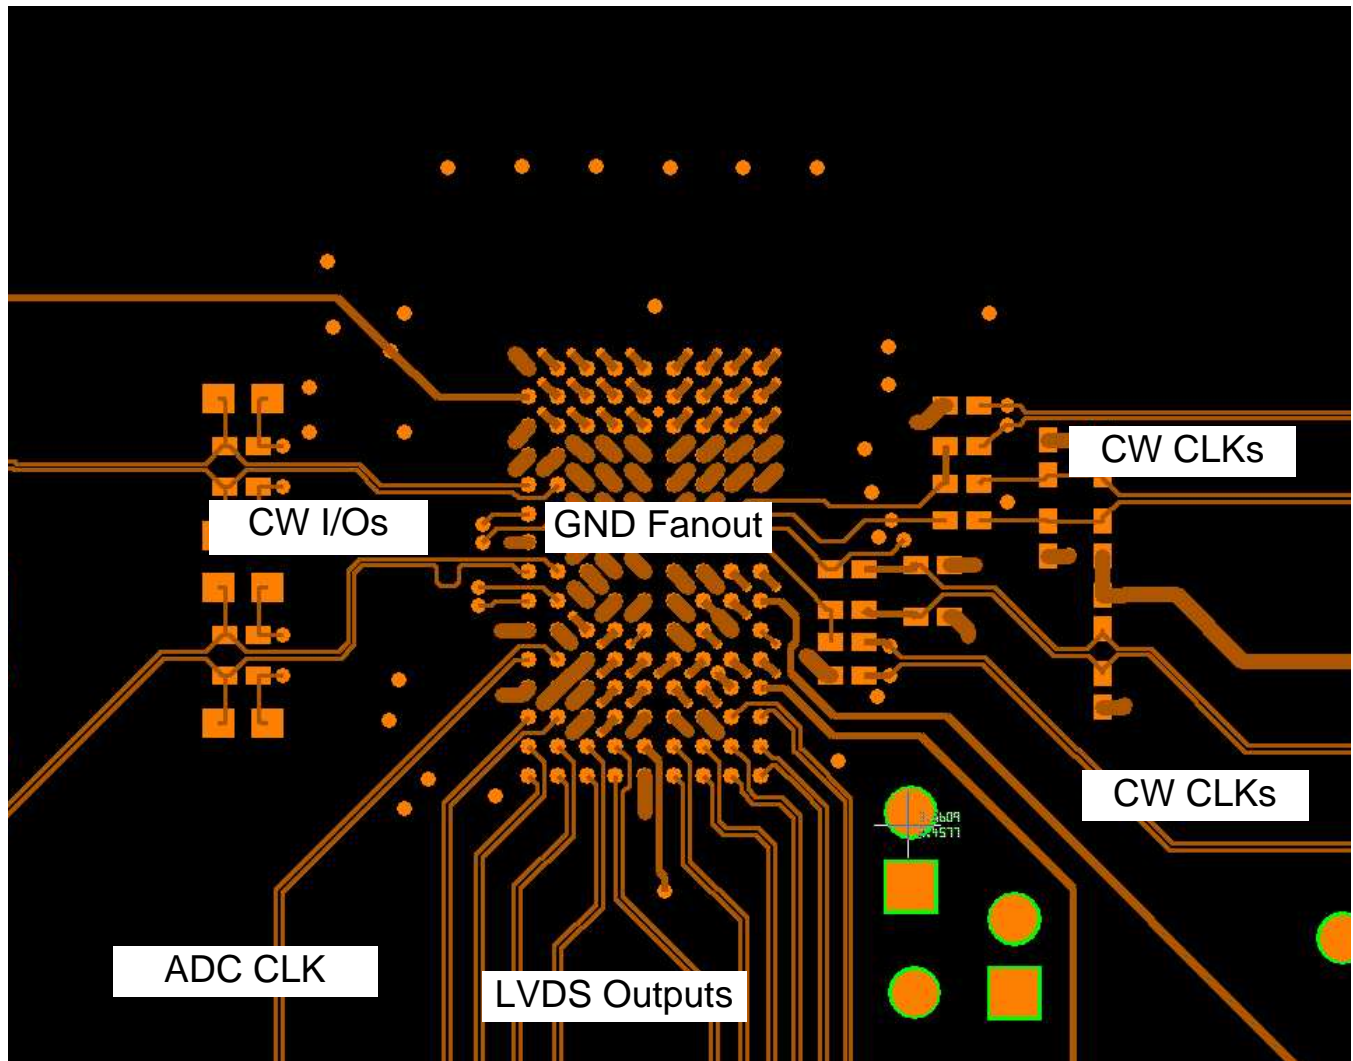 CW CLKs
CW I/Os
GND Fanout
CW CLKs
ADC CLK
LVDS Outputs